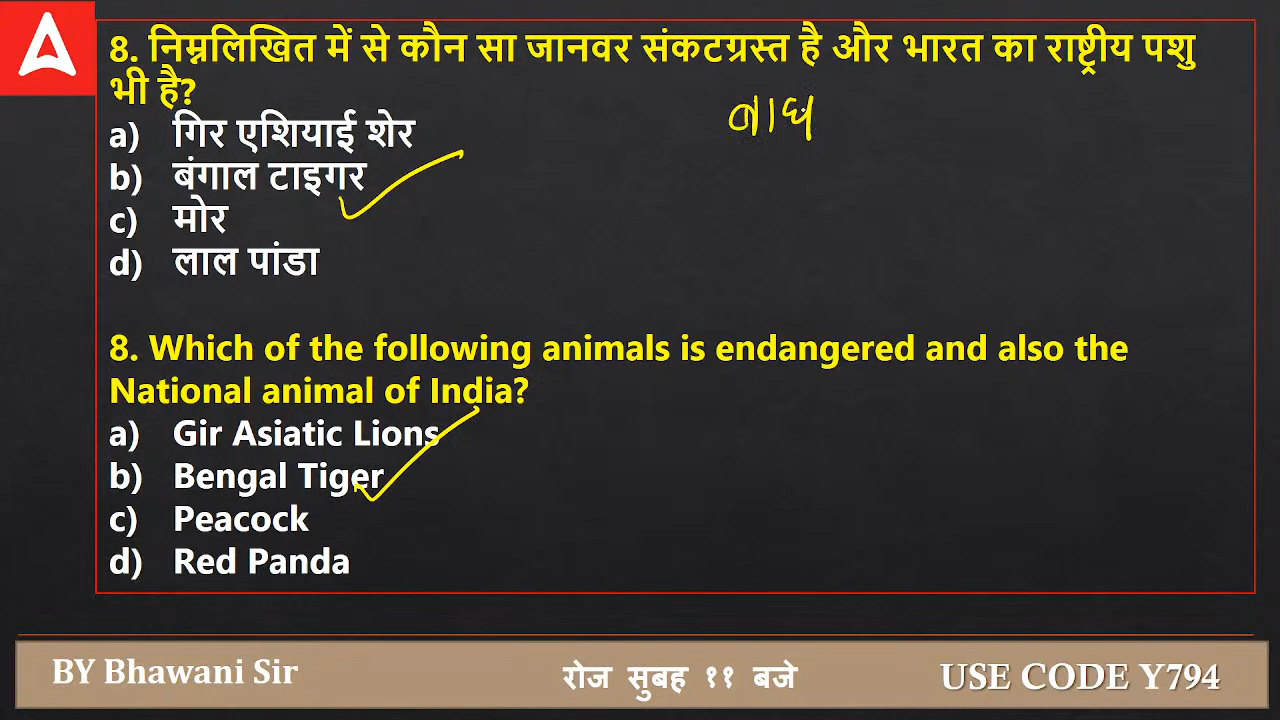 8. निम्नलिखित में से कौन सा जानवर संकटग्रस्त है और भारत का राष्ट्रीय पशु
भी है?
बाघ
a) गिर एशियाई शेर
b) बंगाल टाइगर
c) मोर
d) लाल पांडा
8. Which of the following animals is endangered and also the
National animal of India?
a) Gir Asiatic Lions
b) Bengal Tiger
c) Peacock
d) Red Panda
BY Bhawani Sir
रोज सुबह ११ बजे
USE CODE Y794